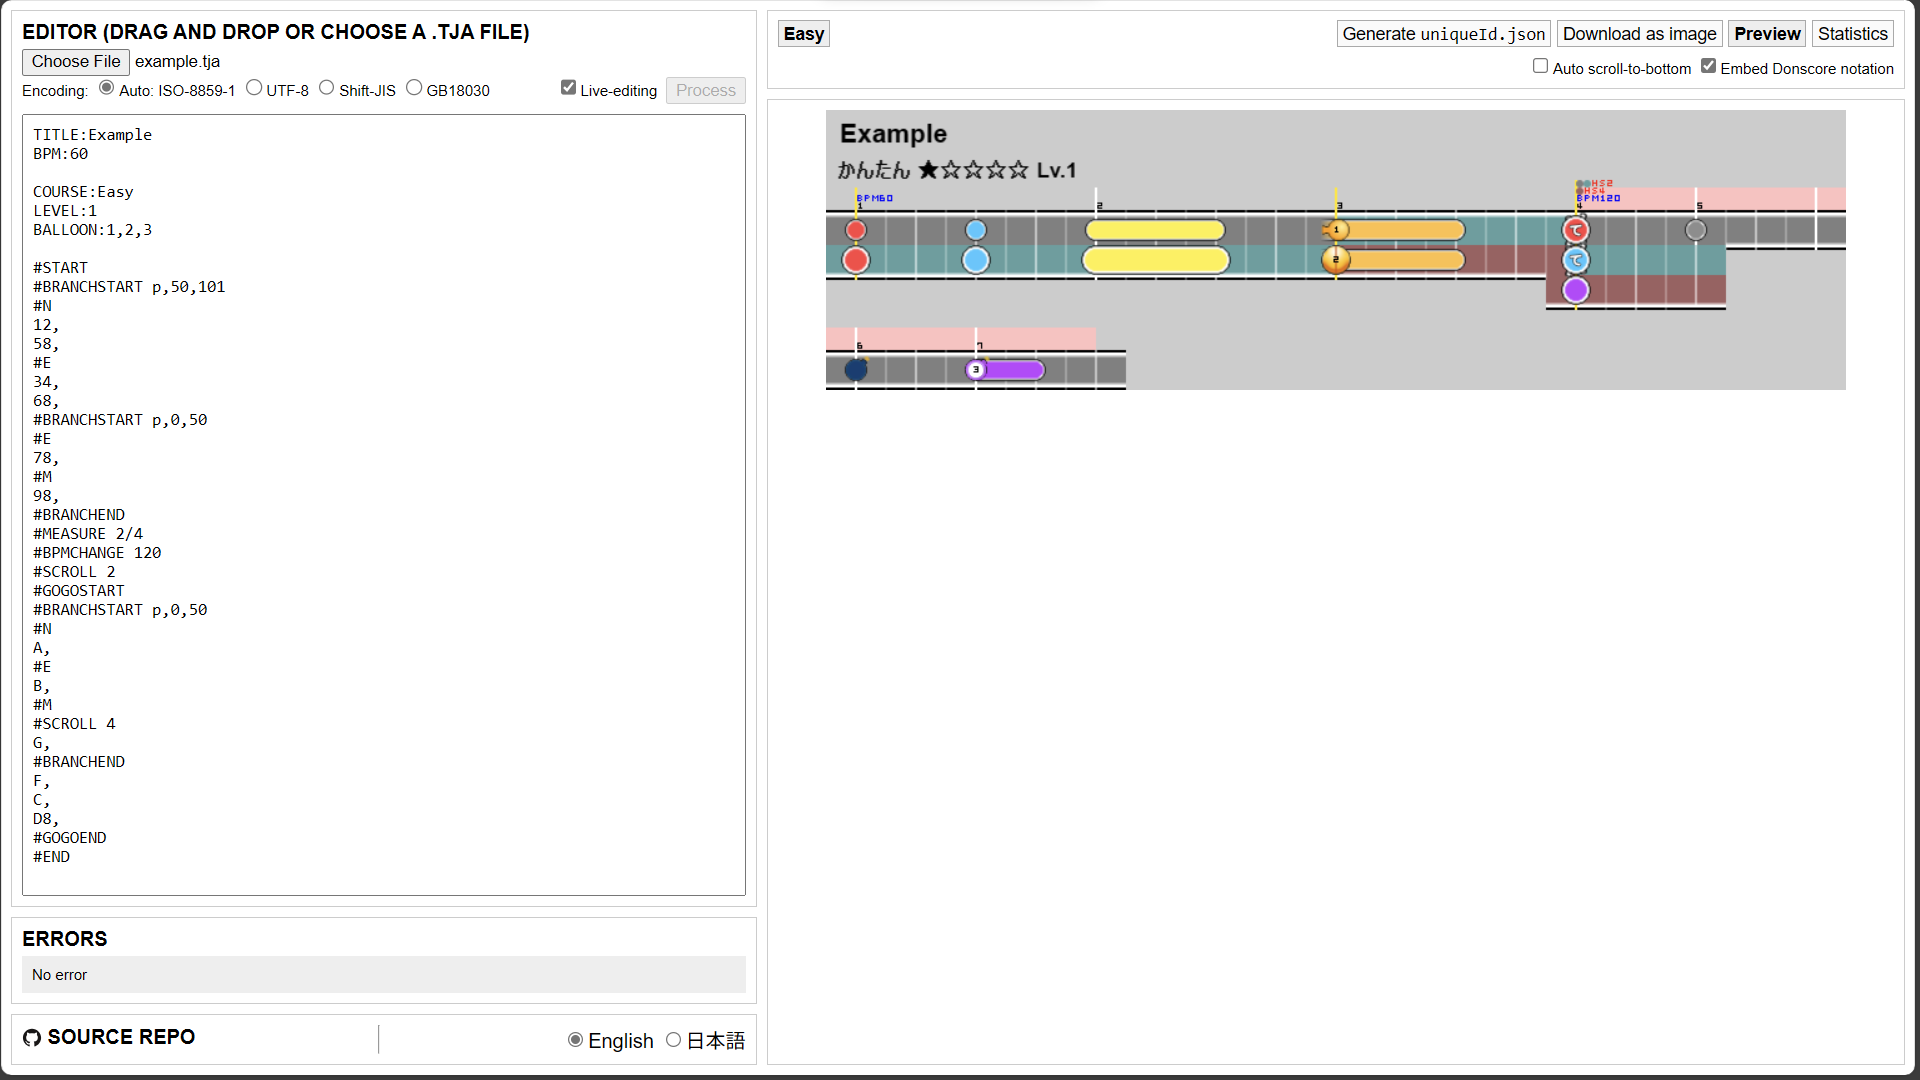 EDITOR (DRAG AND DROP OR CHOOSE A .TJA FILE)
Choose File example.tja
Encoding: Auto: ISO-8859-1 UTF-8 Shift-JIS GB18030 Live-editing Process
TITLE:Example
BPM:60
COURSE:Easy
LEVEL:1
BALLOON:1,2,3
#START
#BRANCHSTART p,50,101
#N
12,
58,
#E
34,
68,
#BRANCHSTART p,0,50
#E
78,
#M
98,
#BRANCHEND
#MEASURE 2/4
#BPMCHANGE 120
#SCROLL 2
#GOGOSTART
#BRANCHSTART p,0,50
#N
A,
#E
B,
#M
#SCROLL 4
G,
#BRANCHEND
F,
C,
D8,
#GOGOEND
#END
ERRORS
No error
SOURCE REPO
English 日本語
Easy
Generate uniqueId.json Download as image Preview Statistics
Auto scroll-to-bottom Embed Donscore notation
Example
かんたん ★☆☆☆☆ Lv.1
HS2
HS4
BPM60 BPM120
1 2 3 4 5
1 て
2 て
6 7
3